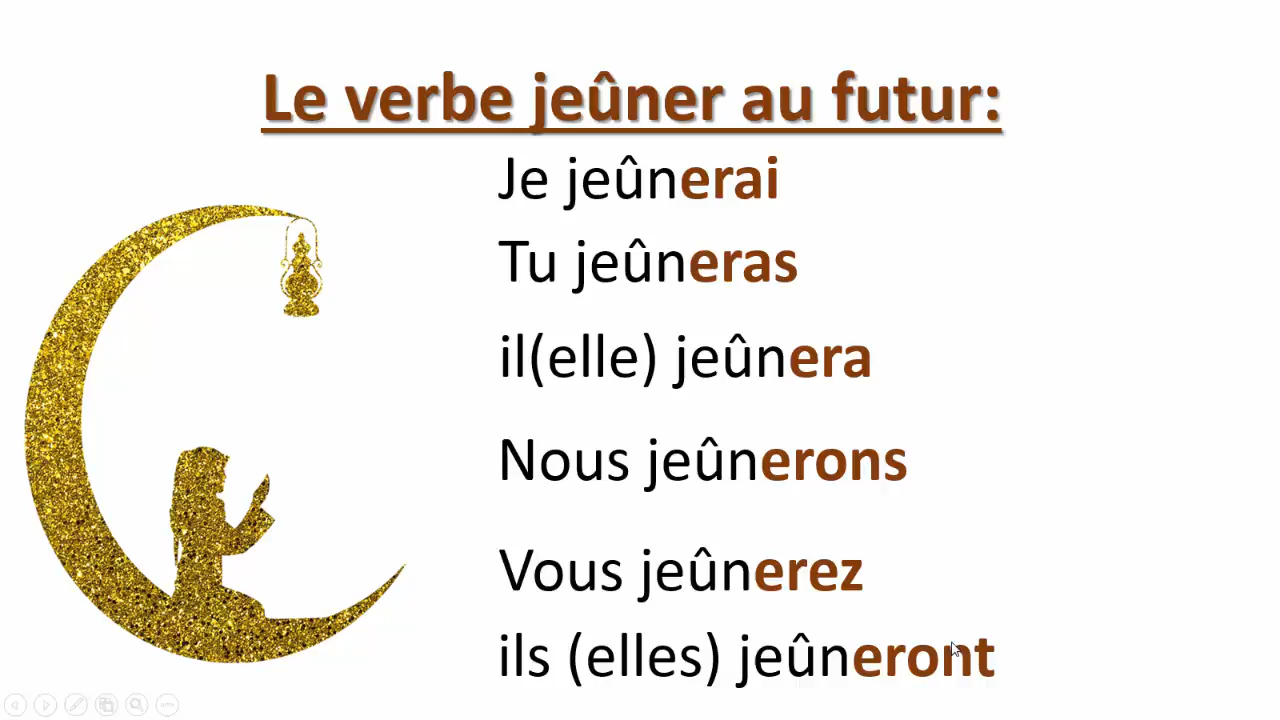 Le verbe jeûner au futur:
Je jeûnerai
Tu jeûneras
il(elle) jeûnera
Nous jeûnerons
Vous jeûnerez
ils (elles) jeûneront